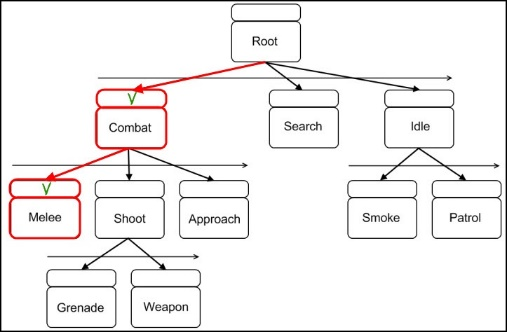 Root
V
Combat
Search
Idle
V
Melee
Shoot
Approach
Smoke
Patrol
Grenade
Weapon